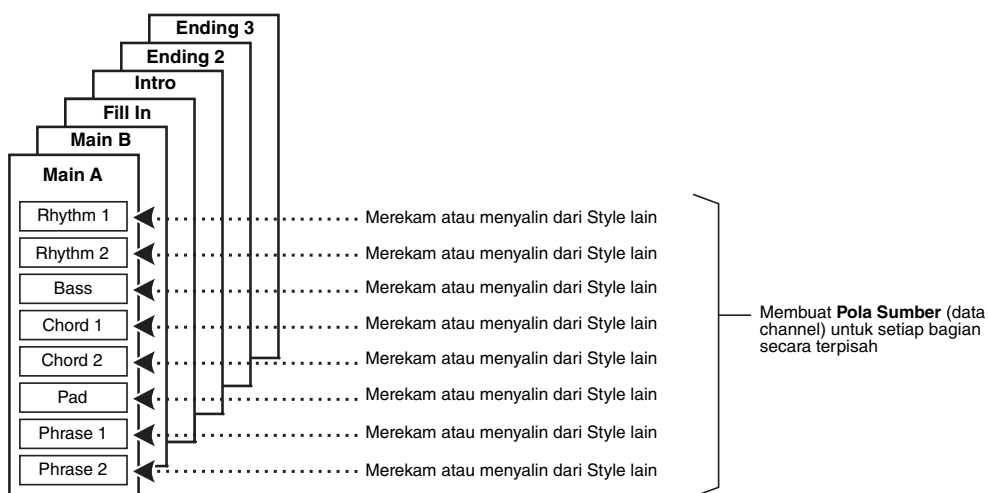 Ending 3
Ending 2
Intro
Fill In
Main B
Main A
Rhythm 1
Merekam atau menyalin dari Style lain
Rhythm 2
Merekam atau menyalin dari Style lain
Bass
Merekam atau menyalin dari Style lain
Chord 1
Merekam atau menyalin dari Style lain
Chord 2
Merekam atau menyalin dari Style lain
Pad
Merekam atau menyalin dari Style lain
Phrase 1
Merekam atau menyalin dari Style lain
Phrase 2
Merekam atau menyalin dari Style lain
Membuat Pola Sumber (data
channel) untuk setiap bagian
secara terpisah